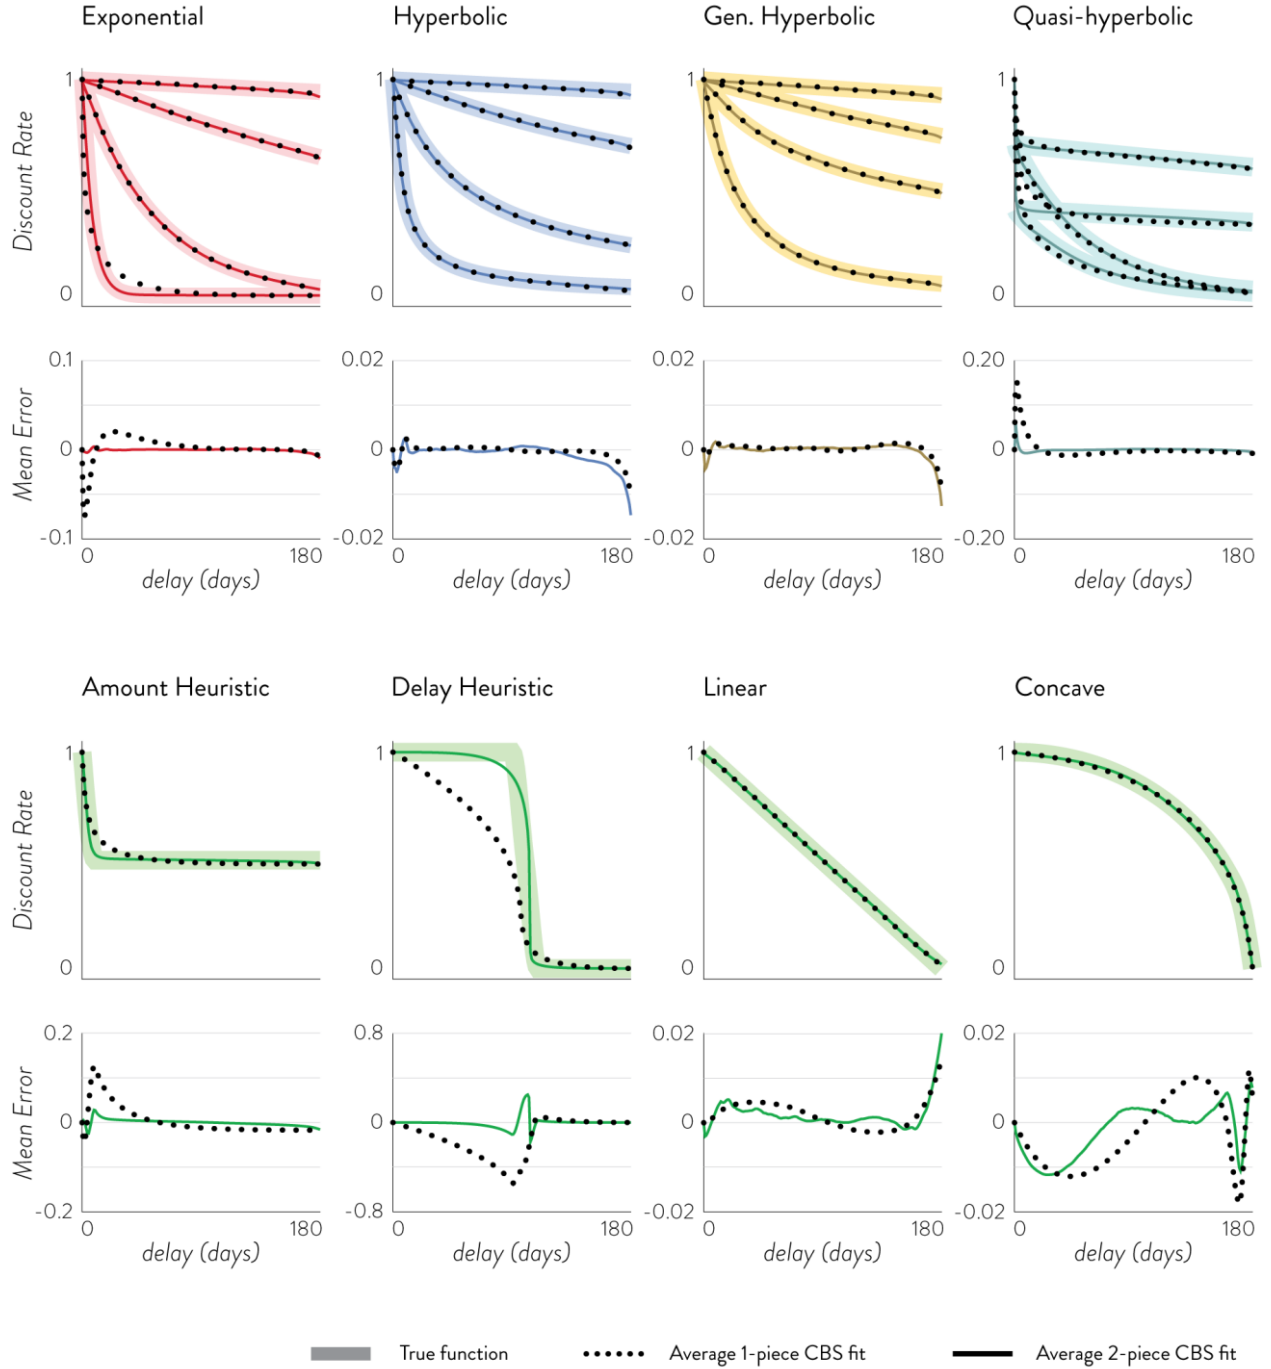 Exponential
Hyperbolic
Gen. Hyperbolic
Quasi-hyperbolic
Discount Rate
1
0
1
0
1
0
1
0
Mean Error
0.1
0
-0.1
0.02
0
-0.02
0.02
0
-0.02
0.20
0
-0.20
0 180
0 180
0 180
0 180
delay (days)
delay (days)
delay (days)
delay (days)
Amount Heuristic
Delay Heuristic
Linear
Concave
Discount Rate
1
0
1
0
1
0
1
0
Mean Error
0.2
0
-0.2
0.8
0
-0.8
0.02
0
-0.02
0.02
0
-0.02
0 180
0 180
0 180
0 180
delay (days)
delay (days)
delay (days)
delay (days)
True function
Average 1-piece CBS fit
Average 2-piece CBS fit